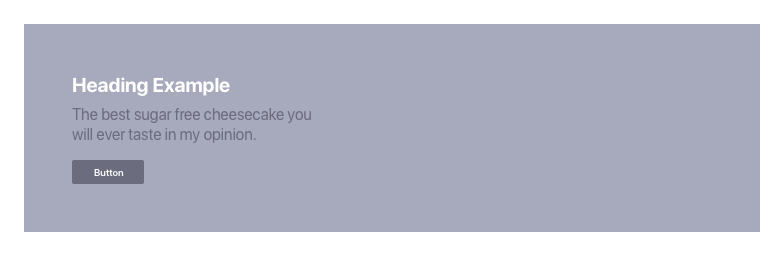 Heading Example
The best sugar free cheesecake you
will ever taste in my opinion.
Button